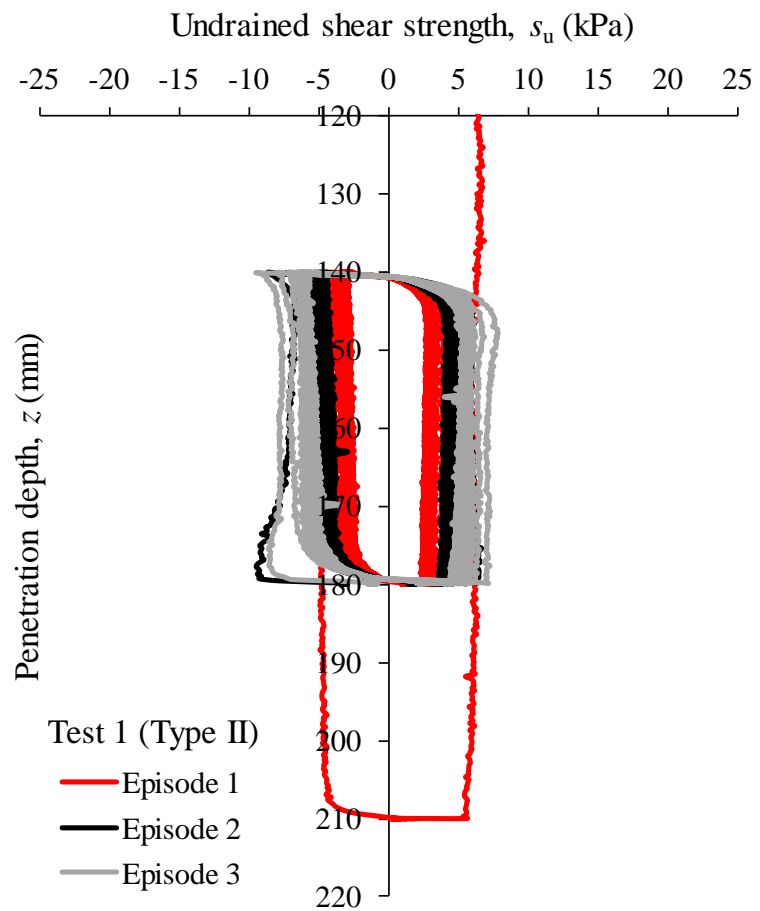 Undrained shear strength, su (kPa)
-25 -20 -15 -10 -5 0 5 10 15 20 25
120
130
140
150
160
170
180
190
200
210
220
Penetration depth, z (mm)
Test 1 (Type II)
Episode 1
Episode 2
Episode 3